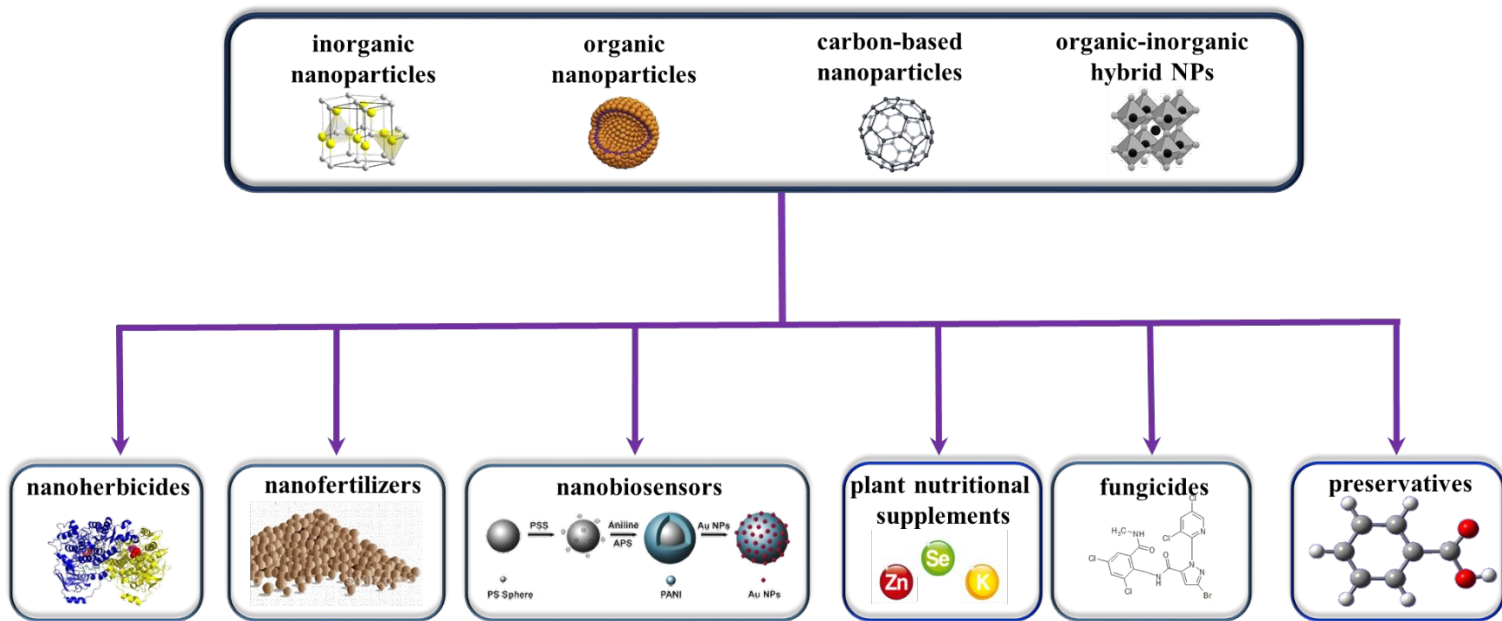 inorganic
nanoparticles
organic
nanoparticles
carbon-based
nanoparticles
organic-inorganic
hybrid NPs
nanoherbicides
nanofertilizers
nanobiosensors
PSS
Aniline
APS
Au NPs
PS Sphere
PANI
Au NPs
plant nutritional
supplements
Zn
Se
K
fungicides
Cl
H₃C
NH
Cl
N
O
Cl
O
N
N
NH
Cl
Br
preservatives